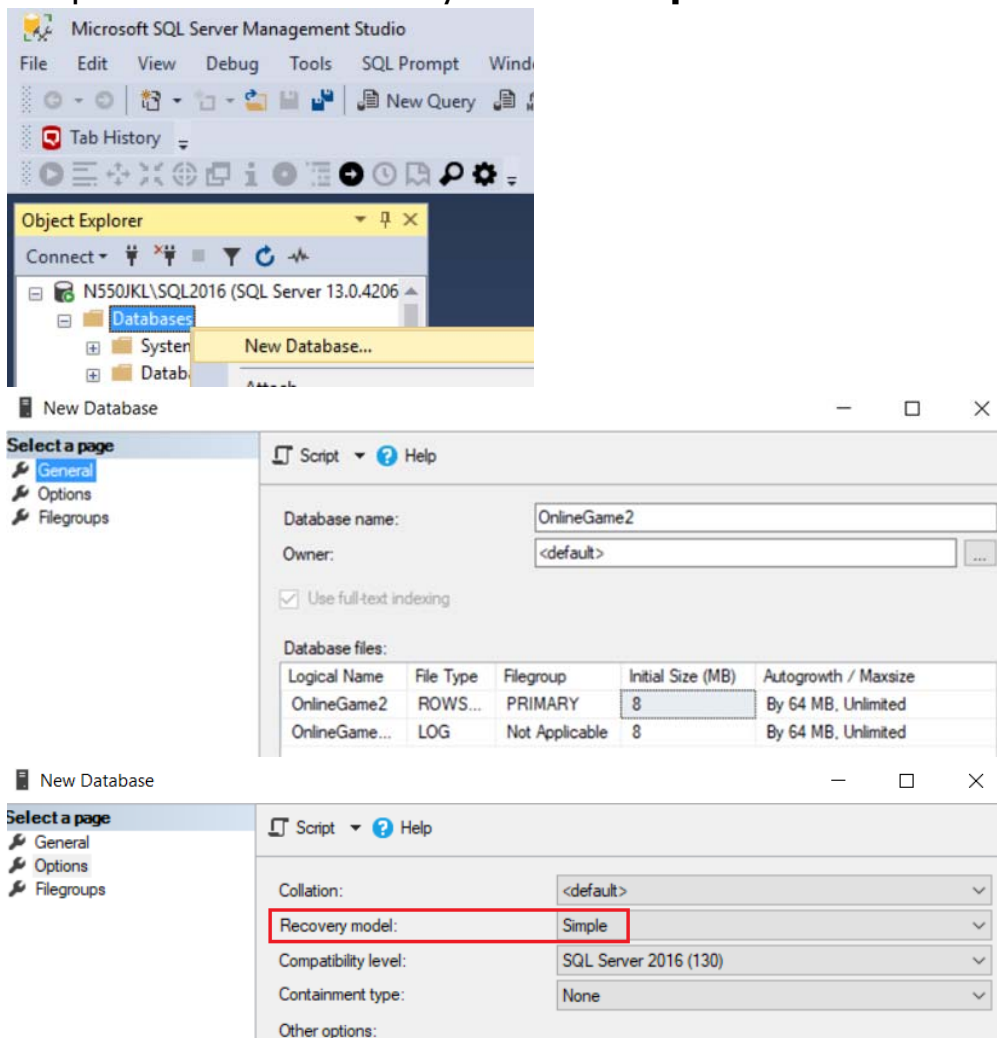 Microsoft SQL Server Management Studio
File Edit View Debug Tools SQL Prompt
New Query
Tab History
Object Explorer
Connect
N550JKL\SQL2016 (SQL Server 13.0.4206
Databases
New Database...
New Database
Select a page
Script Help
General
Options
Filegroups
Database name: OnlineGame2
Owner: <default> ...
Use full-text indexing
Database files:
Logical Name File Type Filegroup Initial Size (MB) Autogrowth / Maxsize
OnlineGame2 ROWS... PRIMARY 8 By 64 MB, Unlimited
OnlineGame... LOG Not Applicable 8 By 64 MB, Unlimited
New Database
Select a page
Script Help
General
Options
Filegroups
Collation: <default>
Recovery model: Simple
Compatibility level: SQL Server 2016 (130)
Containment type: None
Other options: